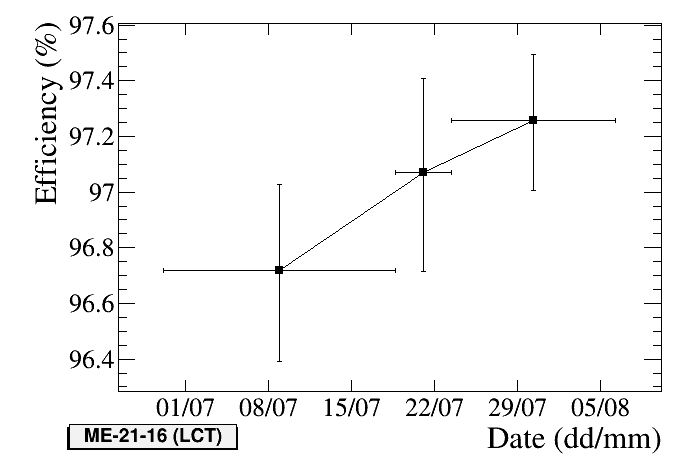 Efficiency (%)
97.6
97.4
97.2
97
96.8
96.6
96.4
01/07 08/07 15/07 22/07 29/07 05/08
ME-21-16 (LCT)
Date (dd/mm)